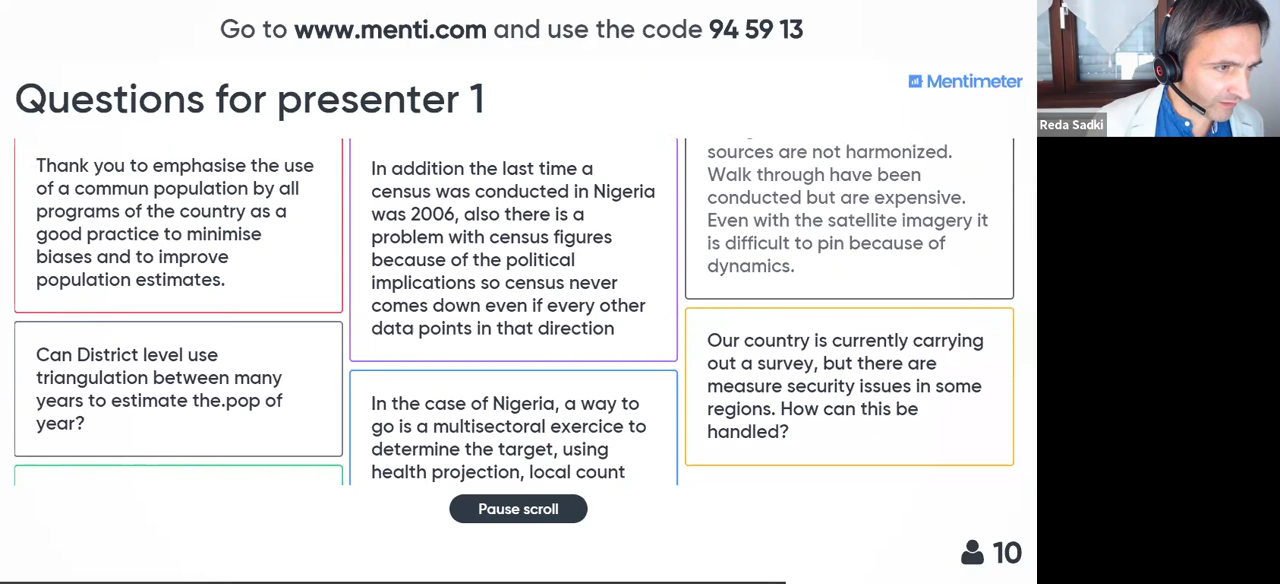 Go to www.menti.com and use the code 94 59 13
Questions for presenter 1
Mentimeter
Reda Sadki
Thank you to emphasise the use
of a commun population by all
programs of the country as a
good practice to minimise
biases and to improve
population estimates.
Can District level use
triangulation between many
years to estimate the.pop of
year?
In addition the last time a
census was conducted in Nigeria
was 2006, also there is a
problem with census figures
because of the political
implications so census never
comes down even if every other
data points in that direction
In the case of Nigeria, a way to
go is a multisectoral exercice to
determine the target, using
health projection, local count
sources are not harmonized.
Walk through have been
conducted but are expensive.
Even with the satellite imagery it
is difficult to pin because of
dynamics.
Our country is currently carrying
out a survey, but there are
measure security issues in some
regions. How can this be
handled?
Pause scroll
10